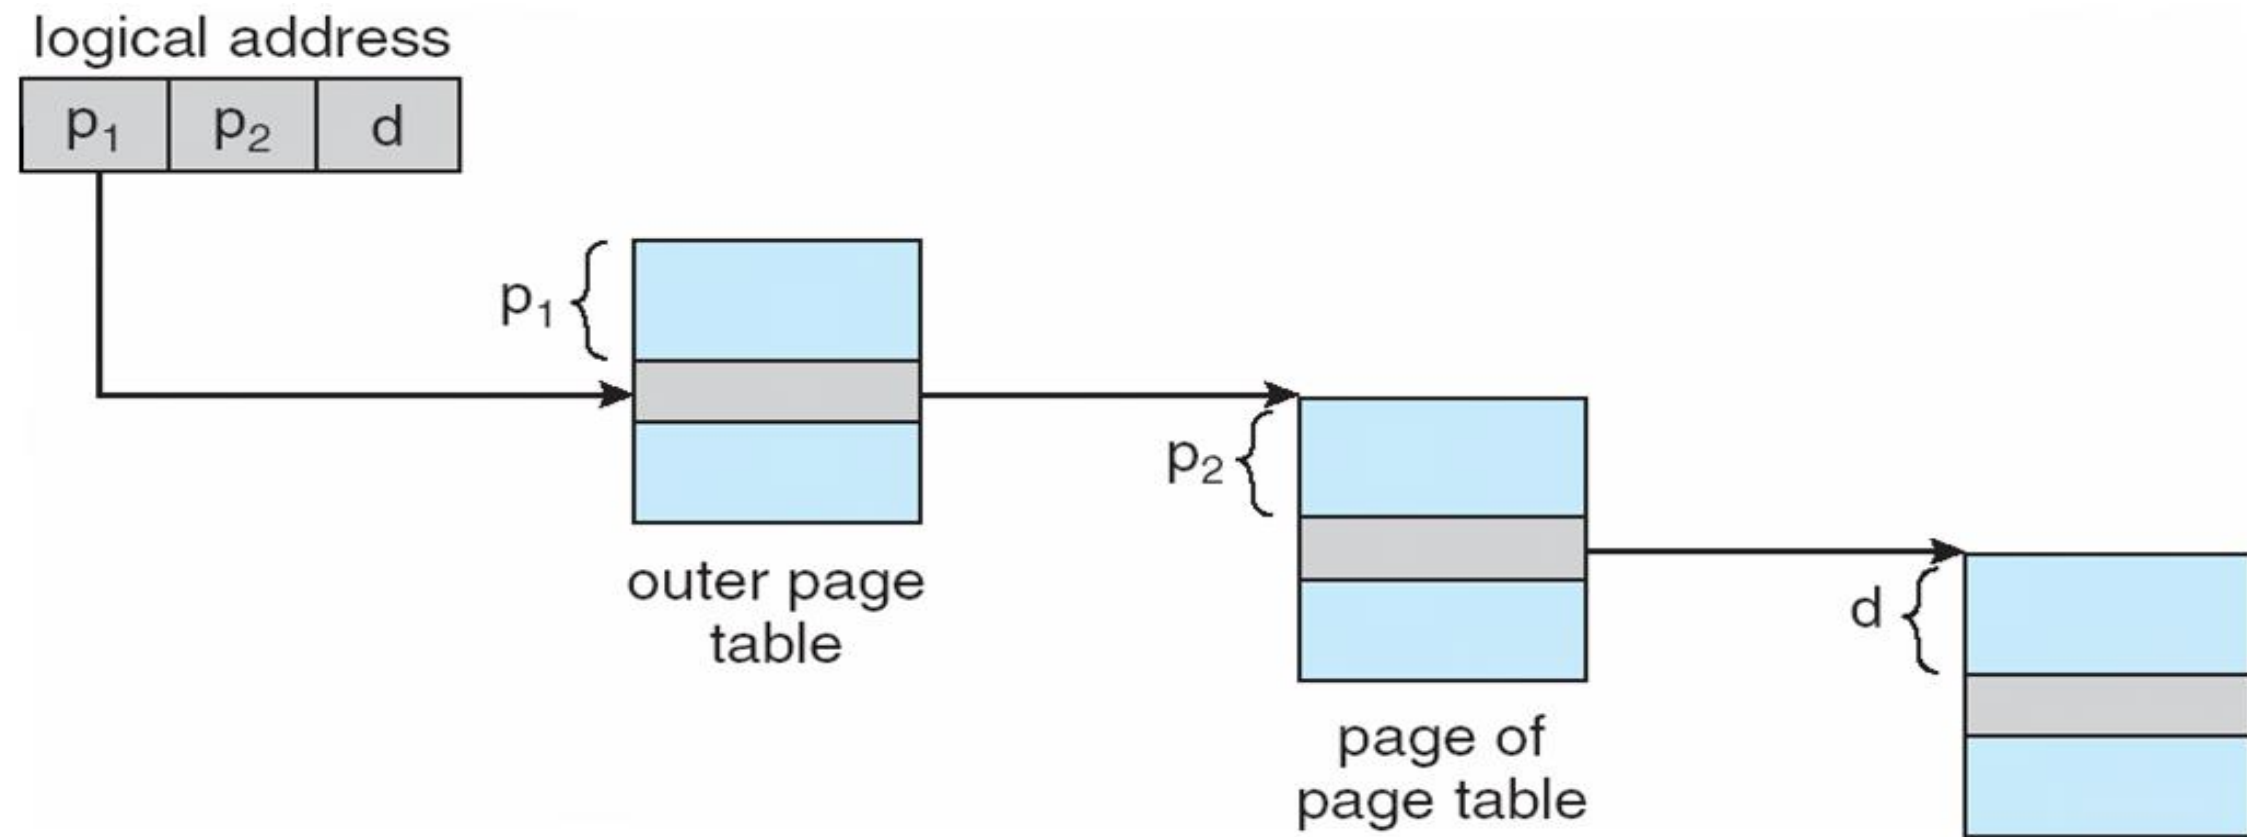 logical address
p₁ p₂ d
p₁
outer page
table
p₂
page of
page table
d